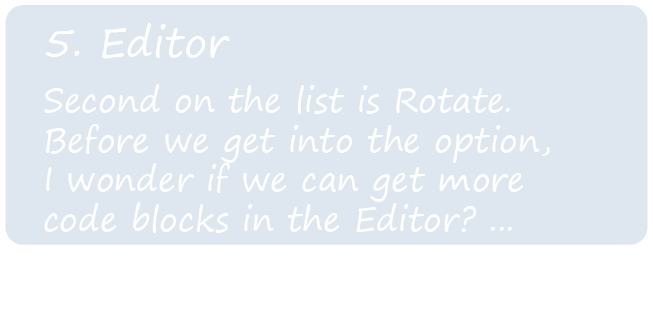 5. Editor
Second on the list is Rotate.
Before we get into the option,
I wonder if we can get more
code blocks in the Editor? ...